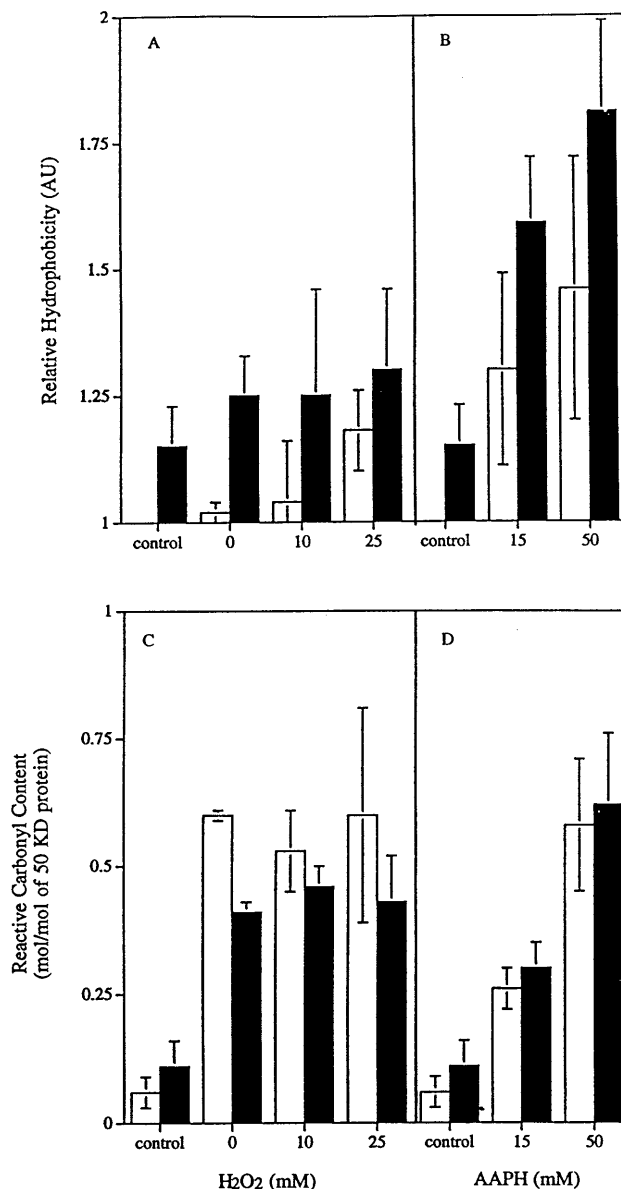 2
A
B
1.75
1.5
1.25
1
Relative Hydrophobicity (AU)
control
0
10
25
control
15
50
1
C
D
0.75
0.5
0.25
0
Reactive Carbonyl Content
(mol/mol of 50 KD protein)
control
0
10
25
control
15
50
H2O2 (mM)
AAPH (mM)